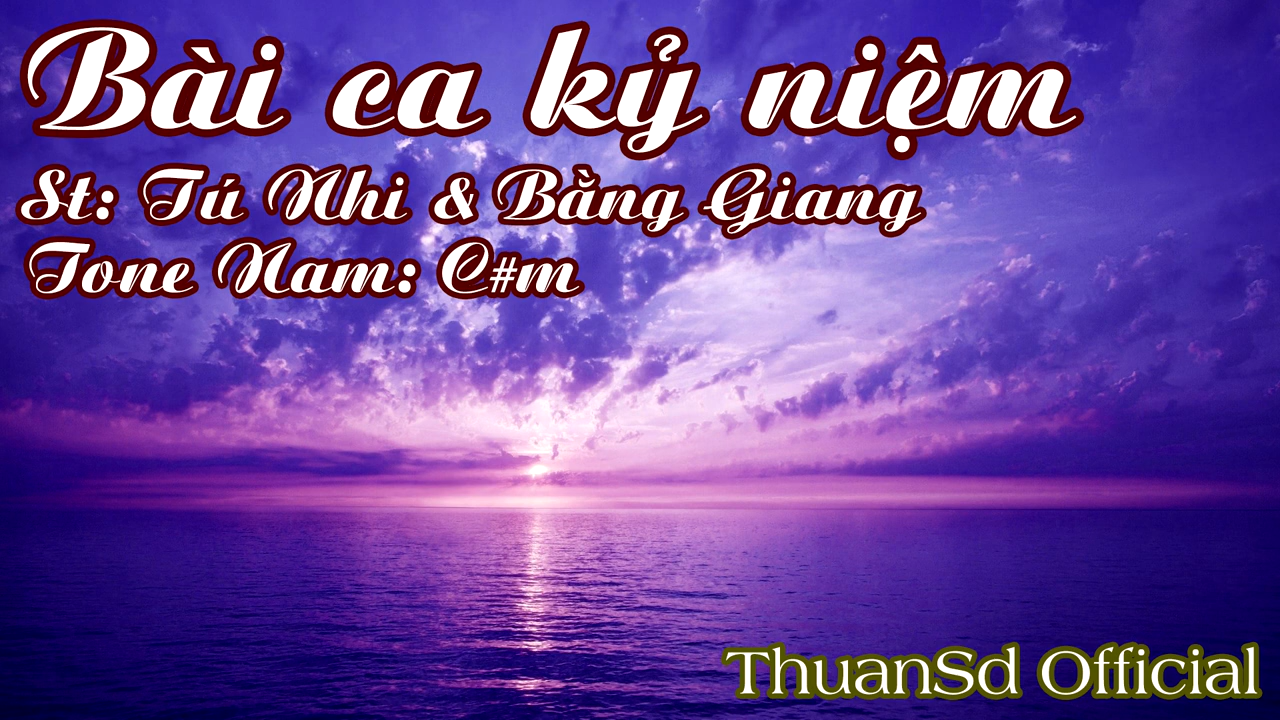 Bài ca kỷ niệm
St: Tú Nhi & Bằng Giang
Tone Nam: C#m
ThuanSd Official